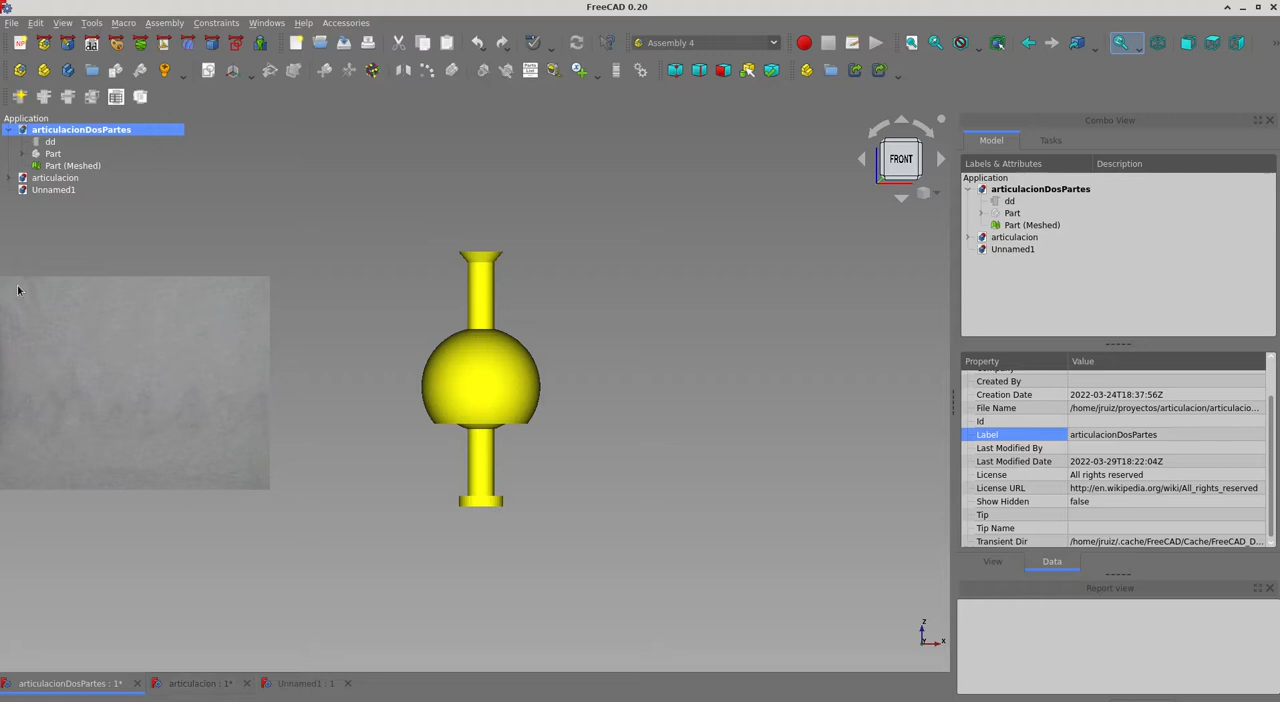 FreeCAD 0.20
File Edit View Tools Macro Assembly Constraints Windows Help Accessories
Assembly 4
Application
articulacionDosPartes
dd
Part
Part (Meshed)
articulacion
Unnamed1
FRONT
Combo View
Model Tasks
Labels & Attributes Description
Application
articulacionDosPartes
dd
Part
Part (Meshed)
articulacion
Unnamed1
Property Value
Created By
Creation Date 2022-03-24T18:37:56Z
File Name /home/jruiz/proyectos/articulacion/articulacio...
Id
Label articulacionDosPartes
Last Modified By
Last Modified Date 2022-03-29T18:22:04Z
License All rights reserved
License URL http://en.wikipedia.org/wiki/All_rights_reserved
Show Hidden false
Tip
Tip Name
Transient Dir /home/jruiz/.cache/FreeCAD/Cache/FreeCAD_D...
View Data
Report view
Z
Y
X
articulacionDosPartes : 1* articulacion : 1* Unnamed1 : 1